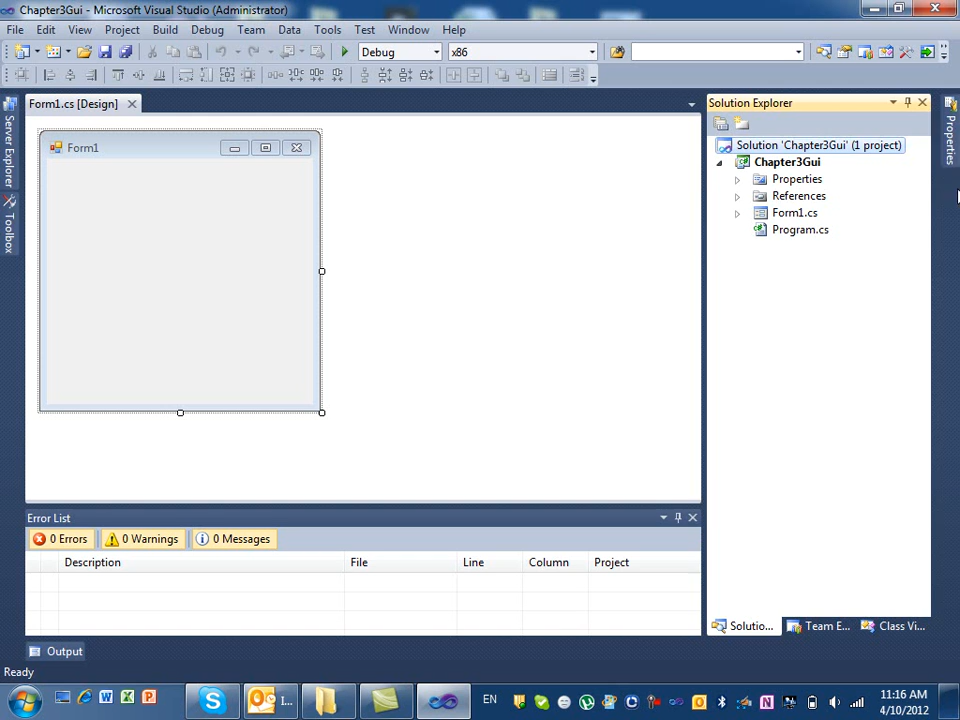 Chapter3Gui - Microsoft Visual Studio (Administrator)
File Edit View Project Build Debug Team Data Tools Test Window Help
Debug x86
Form1.cs [Design]
Server Explorer
Toolbox
Form1
Solution Explorer
Solution 'Chapter3Gui' (1 project)
Chapter3Gui
Properties
References
Form1.cs
Program.cs
Properties
Error List
0 Errors 0 Warnings 0 Messages
Description File Line Column Project
Solutio... Team E... Class Vi...
Output
Ready
I... EN 11:16 AM
4/10/2012